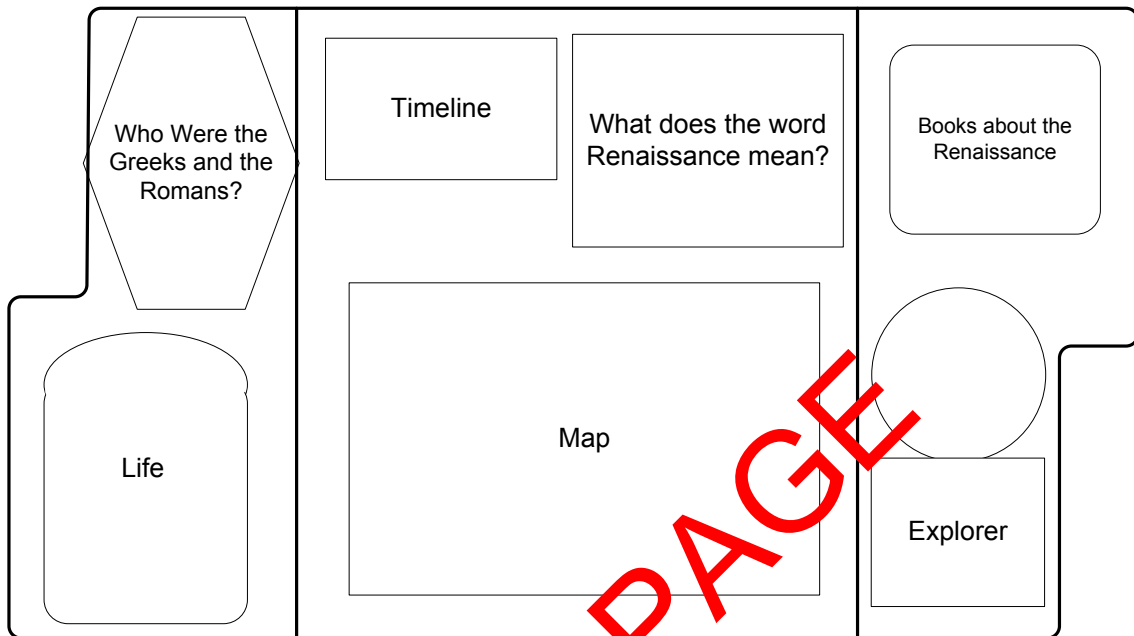 Who Were the
Greeks and the
Romans?
Timeline
What does the word
Renaissance mean?
Books about the
Renaissance
Life
Map
Explorer
PAGE